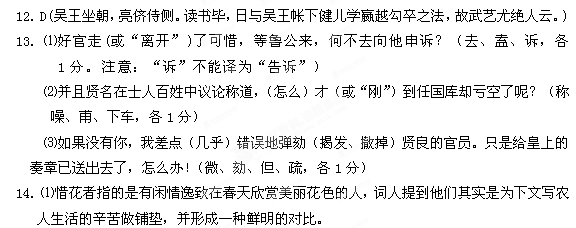 12. D(吴王坐朝，亮侪侍侧。读书毕，日与吴王帐下健儿学赢越勾卒之法，故武艺尤绝人云。)
13. ⑴好官走(或“离开”)了可惜，等鲁公来，何不去向他申诉？（去、盍、诉，各
1分。注意：“诉”不能译为“告诉”）
⑵并且贤名在士人百姓中议论称道，(怎么）才（或“刚”）到任国库却亏空了呢？（称
噪、甫、下车，各1分）
⑶如果没有你，我差点（几乎）错误地弹劾（揭发、撤掉）贤良的官员。只是给皇上的
奏章已送出去了，怎么办!（微、劾、但、疏，各1分）
14. ⑴惜花者指的是有闲情逸致在春天欣赏美丽花色的人，词人提到他们其实是为下文写农
人生活的辛苦做铺垫，并形成一种鲜明的对比。